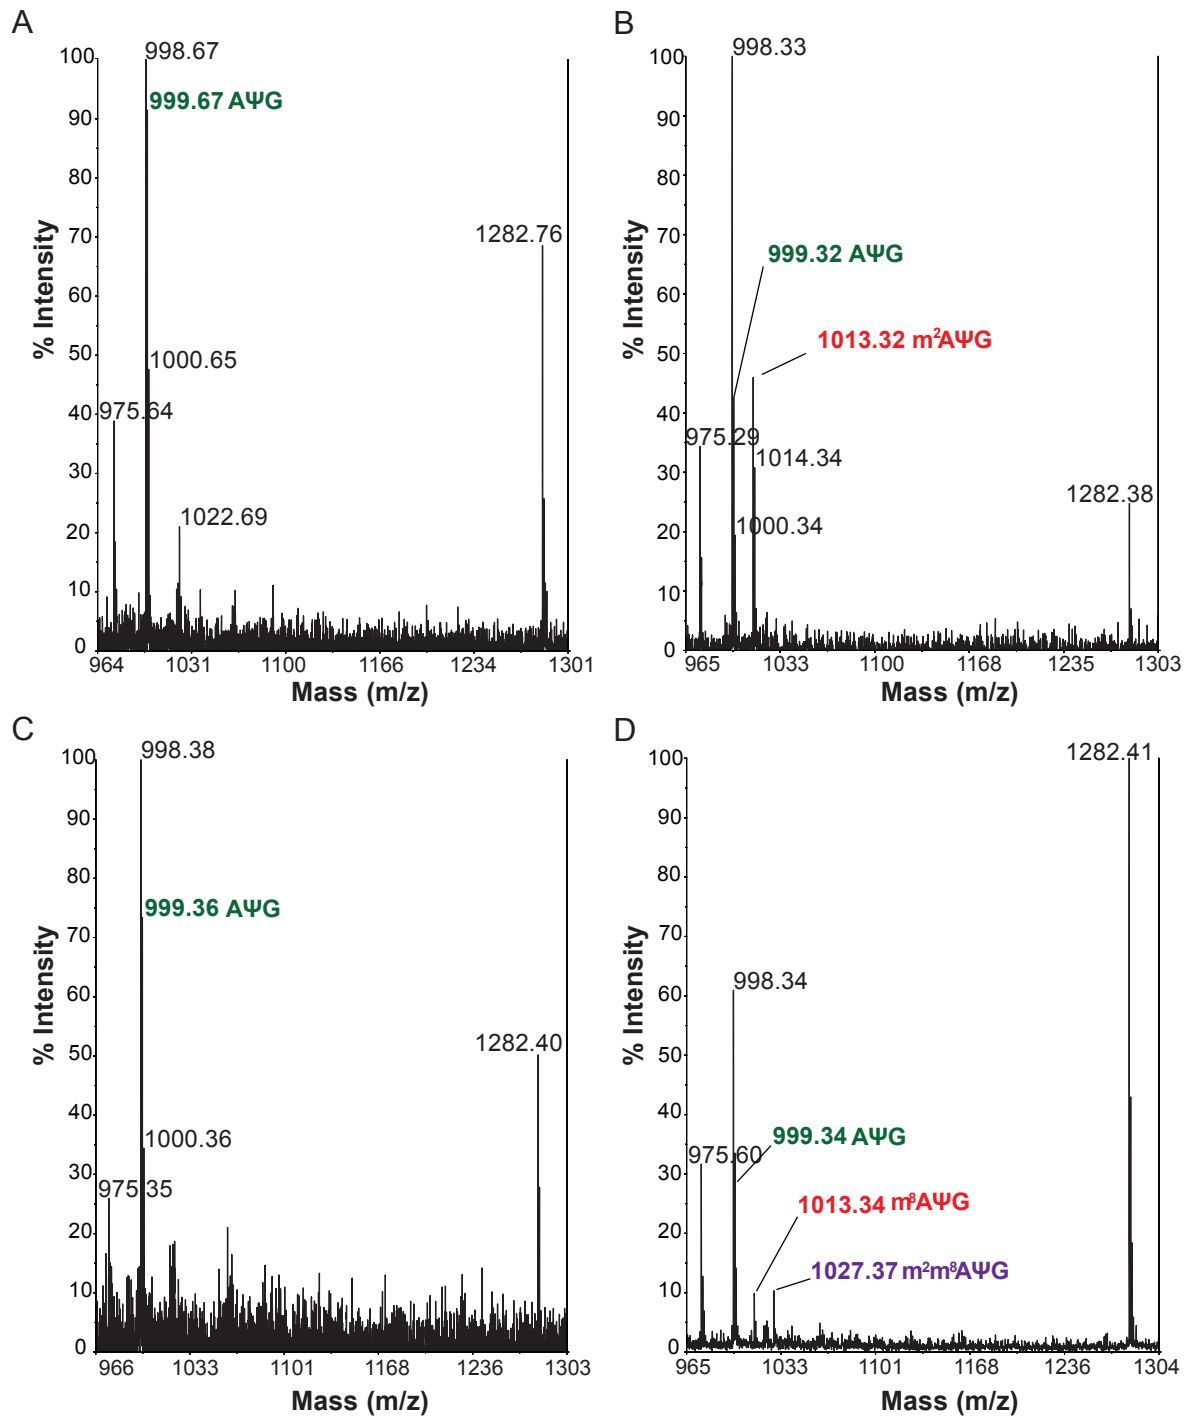 A
998.67
999.67 AΨG
1282.76
1000.65
975.64
1022.69
100
90
80
70
60
50
40
30
20
10
0
% Intensity
964 1031 1100 1166 1234 1301
Mass (m/z)
B
998.33
999.32 AΨG
1013.32 m²AΨG
975.29
1014.34
1282.38
1000.34
100
90
80
70
60
50
40
30
20
10
0
% Intensity
965 1033 1100 1168 1235 1303
Mass (m/z)
C
998.38
999.36 AΨG
1282.40
1000.36
975.35
100
90
80
70
60
50
40
30
20
10
0
% Intensity
966 1033 1101 1168 1236 1303
Mass (m/z)
D
1282.41
998.34
999.34 AΨG
975.60
1013.34 m⁸AΨG
1027.37 m²m⁸AΨG
100
90
80
70
60
50
40
30
20
10
0
% Intensity
965 1033 1101 1168 1236 1304
Mass (m/z)